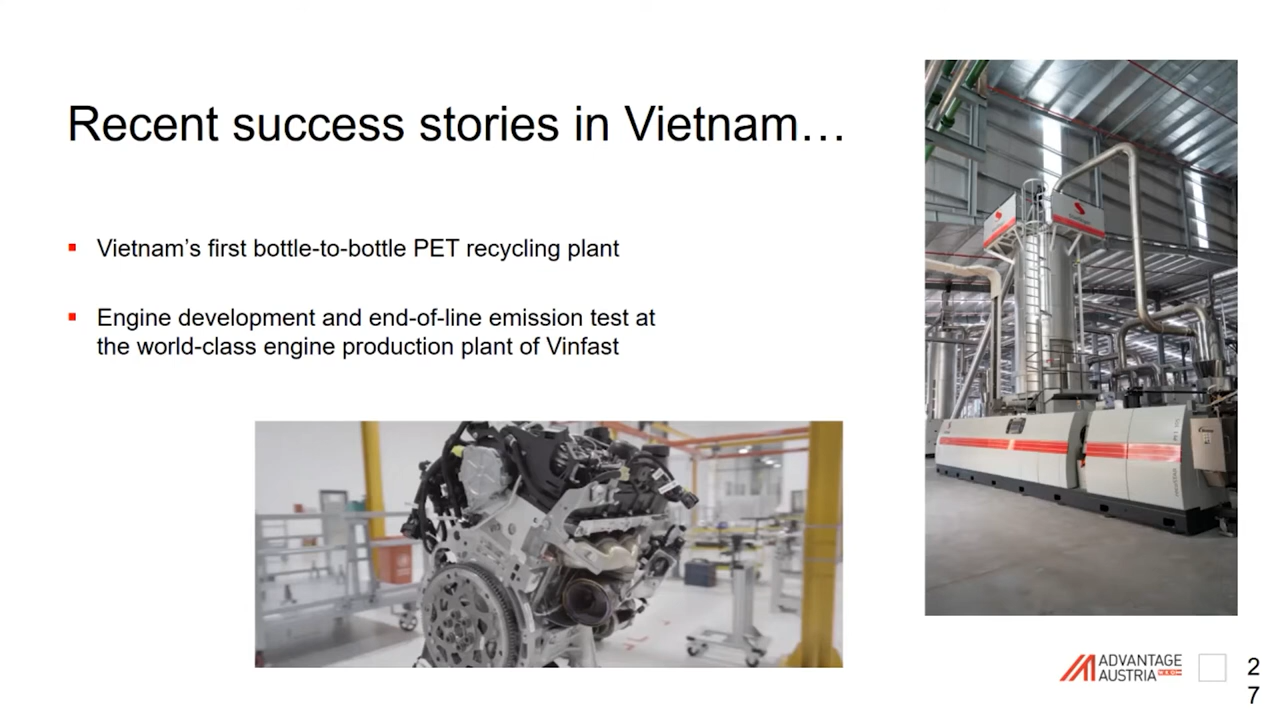 Recent success stories in Vietnam…
Vietnam's first bottle-to-bottle PET recycling plant
Engine development and end-of-line emission test at
the world-class engine production plant of Vinfast
ADVANTAGE
AUSTRIA
2
7